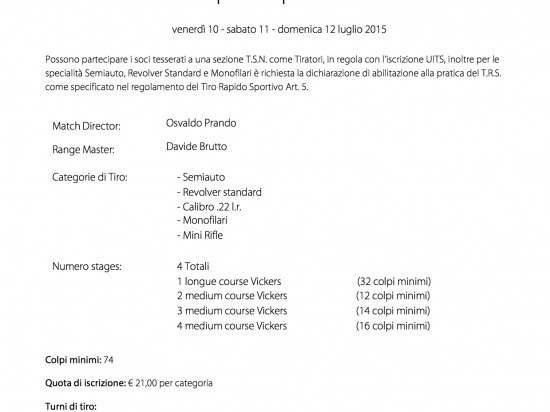 venerdì 10 - sabato 11 - domenica 12 luglio 2015
Possono partecipare i soci tesserati a una sezione T.S.N. come Tiratori, in regola con l'iscrizione UITS, inoltre per le
specialità Semiauto, Revolver Standard e Monofilari è richiesta la dichiarazione di abilitazione alla pratica del T.R.S.
come specificato nel regolamento del Tiro Rapido Sportivo Art. 5.
Match Director: Osvaldo Prando
Range Master: Davide Brutto
Categorie di Tiro: - Semiauto
- Revolver standard
- Calibro .22 l.r.
- Monofilari
- Mini Rifle
Numero stages: 4 Totali
1 longue course Vickers (32 colpi minimi)
2 medium course Vickers (12 colpi minimi)
3 medium course Vickers (14 colpi minimi)
4 medium course Vickers (16 colpi minimi)
Colpi minimi: 74
Quota di iscrizione: € 21,00 per categoria
Turni di tiro: